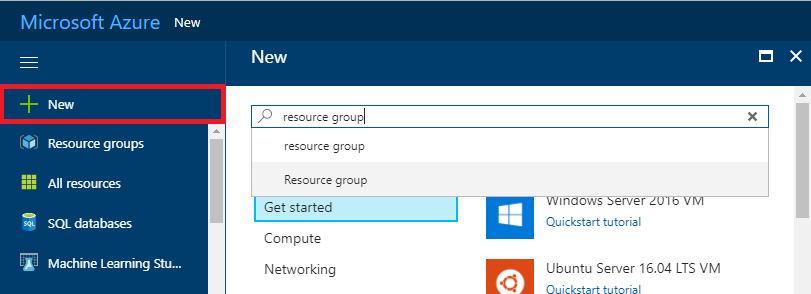 Microsoft Azure New
New
New
Resource groups
All resources
SQL
SQL databases
Machine Learning Stu...
resource group
resource group
Resource group
Get started
Compute
Networking
Windows Server 2016 VM
Quickstart tutorial
Ubuntu Server 16.04 LTS VM
Quickstart tutorial